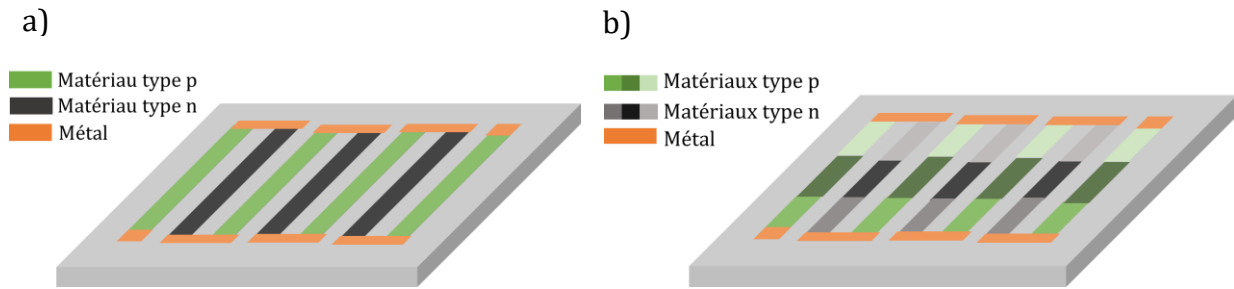 a)
Matériau type p
Matériau type n
Métal
b)
Matériaux type p
Matériaux type n
Métal